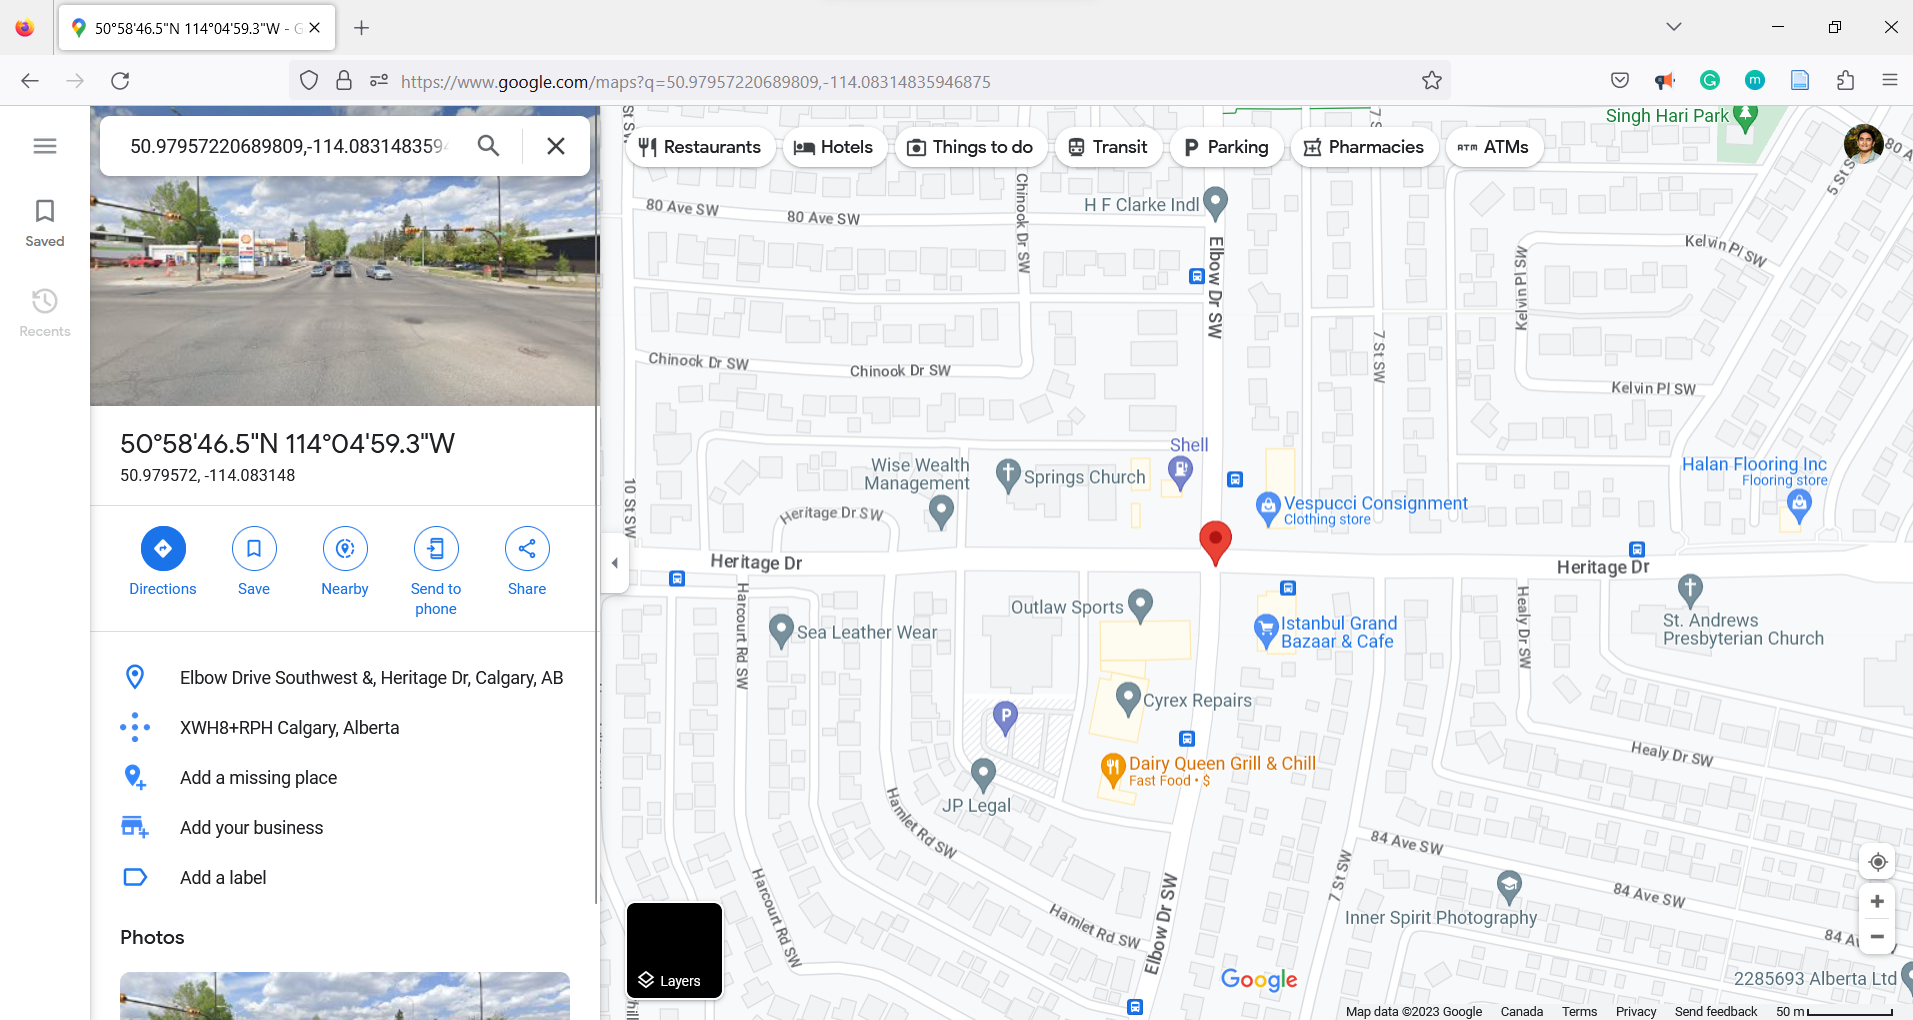 50°58'46.5"N 114°04'59.3"W - G
https://www.google.com/maps?q=50.97957220689809,-114.08314835946875
Saved
Recents
50.97957220689809,-114.0831483594
50°58'46.5"N 114°04'59.3"W
50.979572, -114.083148
Directions
Save
Nearby
Send to
phone
Share
Elbow Drive Southwest &, Heritage Dr, Calgary, AB
XWH8+RPH Calgary, Alberta
Add a missing place
Add your business
Add a label
Photos
Restaurants
Hotels
Things to do
Transit
Parking
Pharmacies
ATM ATMs
Singh Hari Park
5 St S
80 A
7 S
St S
80 Ave SW
80 Ave SW
H F Clarke Indl
Chinook Dr SW
Elbow Dr SW
Kelvin Pl SW
Kelvin Pl SW
7 St SW
Chinook Dr SW
Chinook Dr SW
Kelvin Pl SW
Shell
Wise Wealth
Management
Springs Church
Halan Flooring Inc
Flooring store
Vespucci Consignment
Clothing store
10 St SW
Heritage Dr SW
Heritage Dr
Heritage Dr
Outlaw Sports
Harcourt Rd SW
Sea Leather Wear
Istanbul Grand
Bazaar & Cafe
Healy Dr SW
St. Andrews
Presbyterian Church
Cyrex Repairs
P
Dairy Queen Grill & Chill
Fast Food • $
Healy Dr SW
JP Legal
Hamlet Rd SW
84 Ave SW
7 St SW
84 Ave SW
Inner Spirit Photography
Harcourt Rd SW
Hamlet Rd SW
Elbow Dr SW
84 A
2285693 Alberta Ltd
Layers
Google
Map data ©2023 Google
Canada
Terms
Privacy
Send feedback
50 m